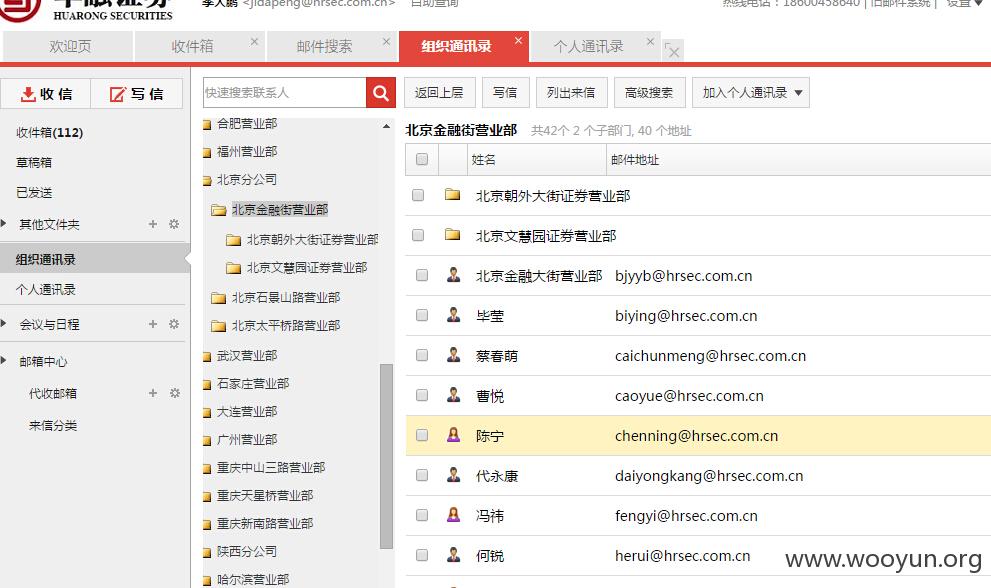 华融证券
HUARONG SECURITIES
李大鹏 <jidapeng@hrsec.com.cn> 自助查询
热线电话：18600458640 | 旧邮件系统 | 设置
欢迎页 收件箱 × 邮件搜索 × 组织通讯录 × 个人通讯录 ×
收 信 写 信
收件箱(112)
草稿箱
已发送
其他文件夹 +
组织通讯录
个人通讯录
会议与日程 +
邮箱中心
代收邮箱 +
来信分类
快速搜索联系人
返回上层 写信 列出来信 高级搜索 加入个人通讯录
合肥营业部
福州营业部
北京分公司
北京金融街营业部
北京朝外大街证券营业部
北京文慧园证券营业部
北京石景山路营业部
北京太平桥路营业部
武汉营业部
石家庄营业部
大连营业部
广州营业部
重庆中山三路营业部
重庆天星桥营业部
重庆新南路营业部
陕西分公司
哈尔滨营业部
北京金融街营业部 共42个 2 个子部门, 40 个地址
姓名 邮件地址
北京朝外大街证券营业部
北京文慧园证券营业部
北京金融大街营业部 bjyyb@hrsec.com.cn
毕莹 biying@hrsec.com.cn
蔡春萌 caichunmeng@hrsec.com.cn
曹悦 caoyue@hrsec.com.cn
陈宁 chenning@hrsec.com.cn
代永康 daiyongkang@hrsec.com.cn
冯祎 fengyi@hrsec.com.cn
何锐 herui@hrsec.com.cn
www.wooyun.org